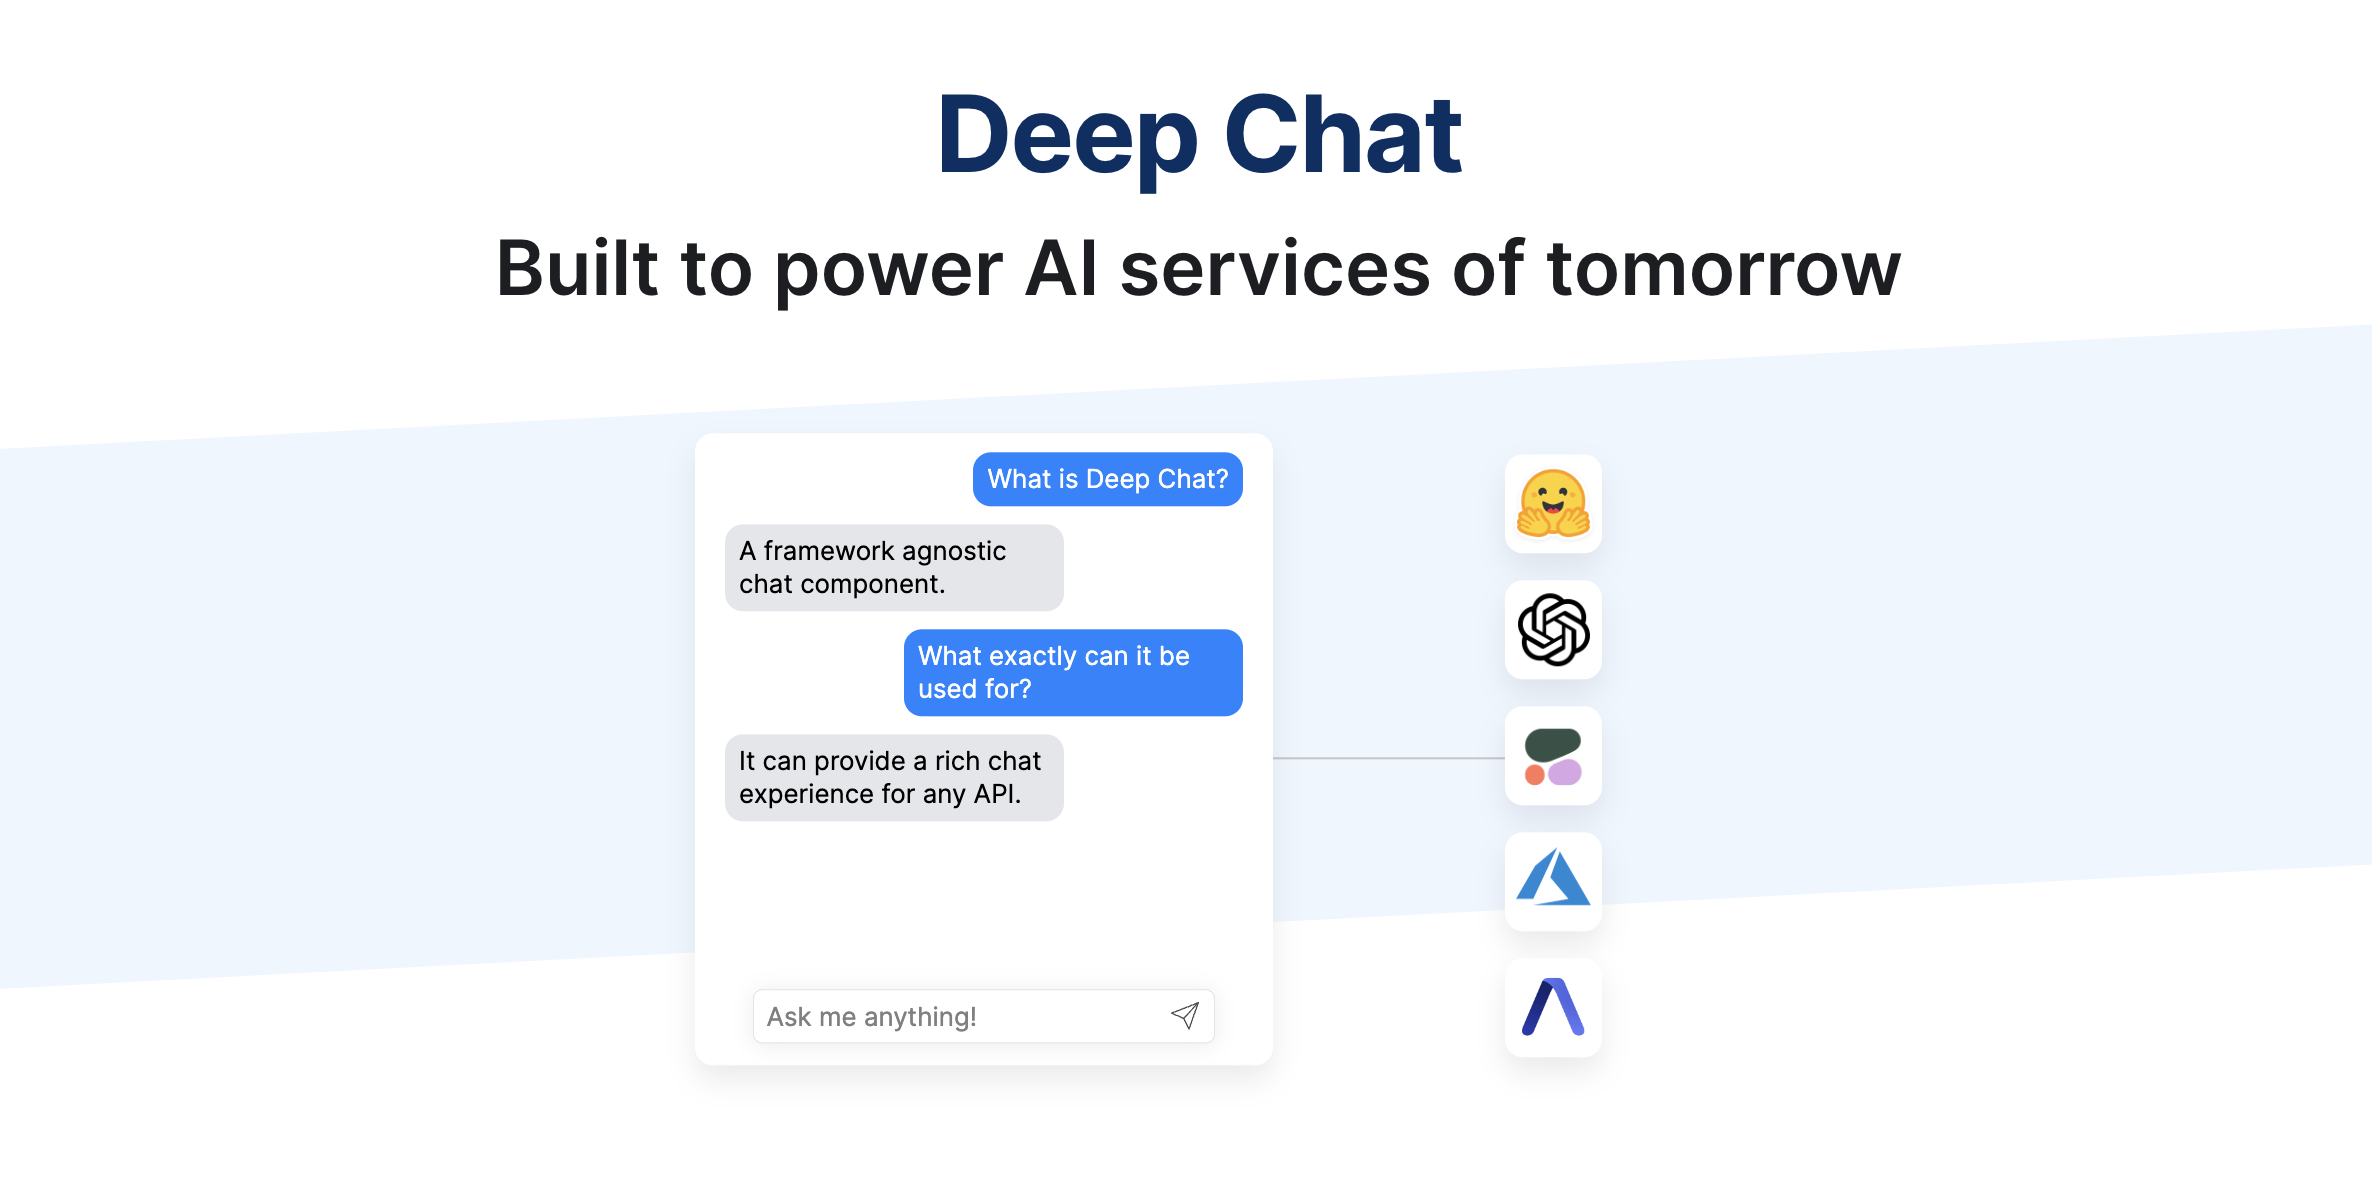 Deep Chat
Built to power AI services of tomorrow
What is Deep Chat?
A framework agnostic
chat component.
What exactly can it be
used for?
It can provide a rich chat
experience for any API.
Ask me anything!